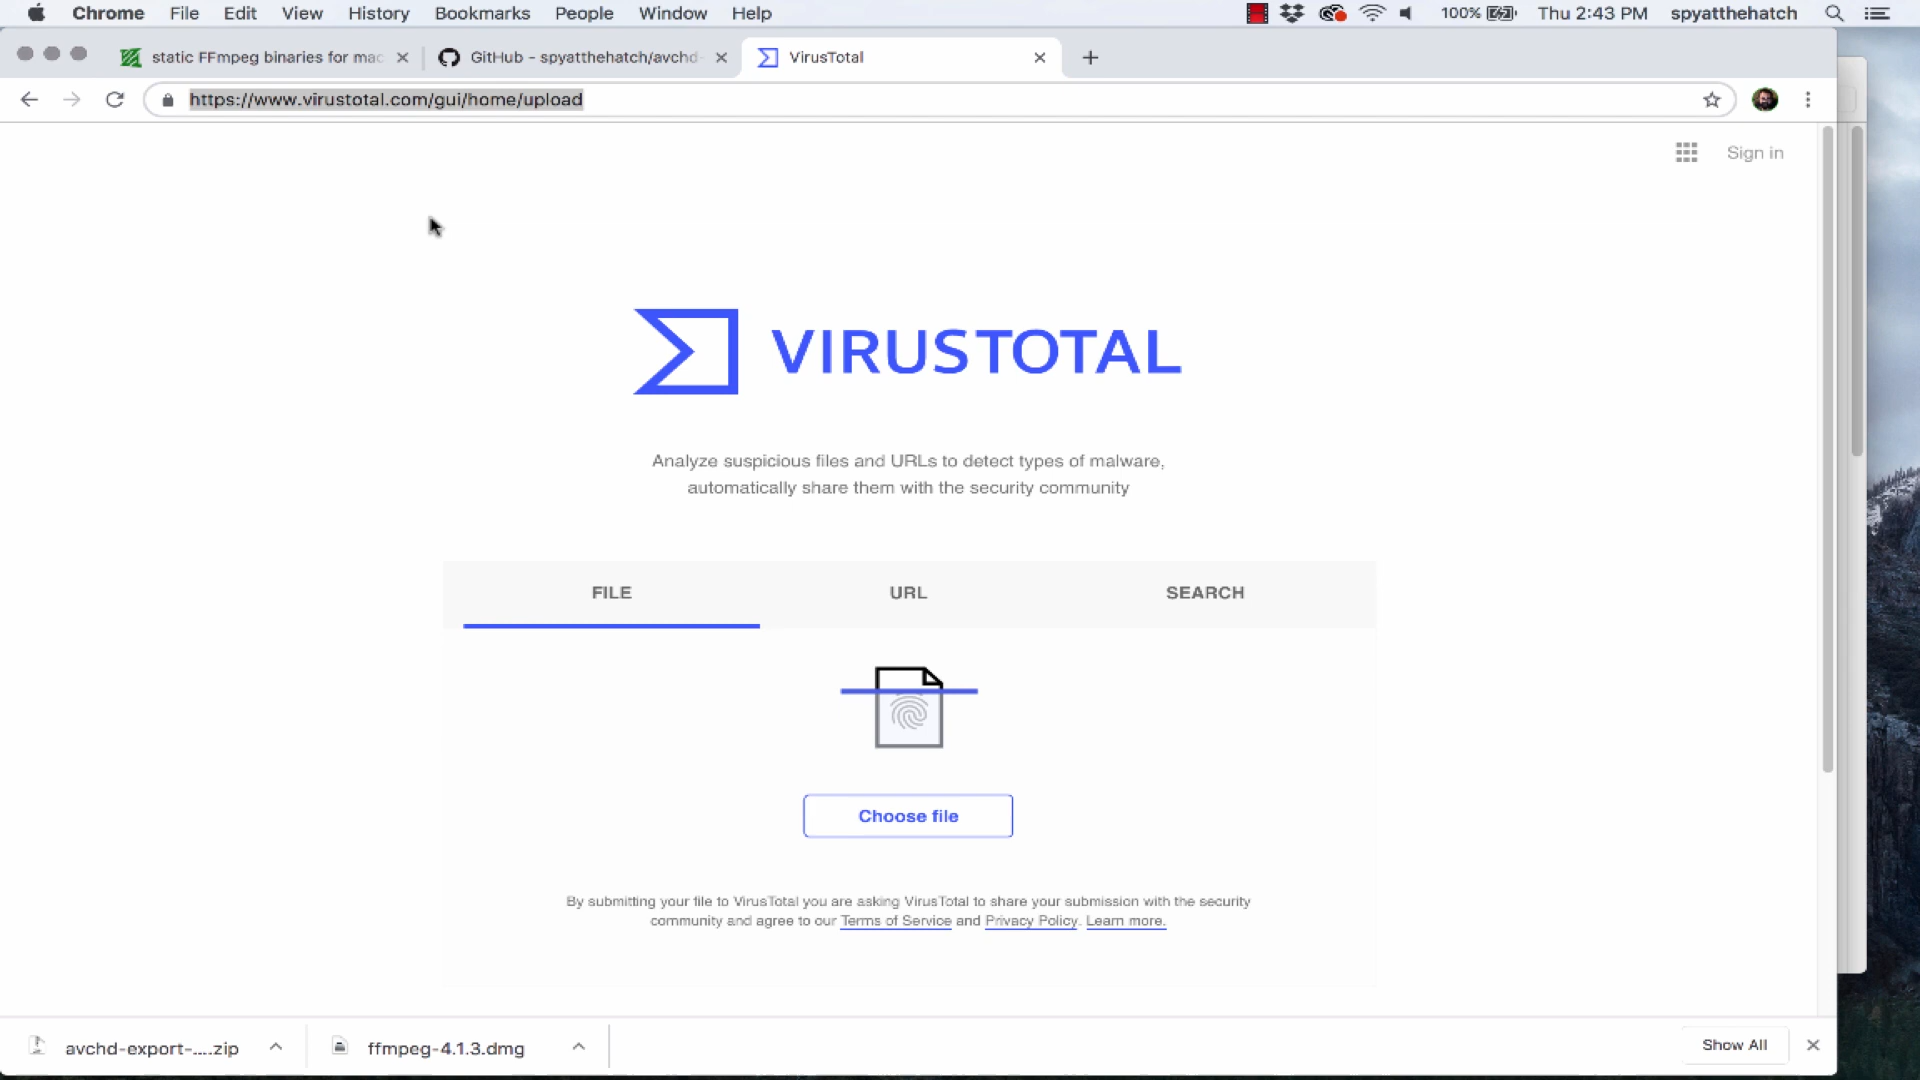 Chrome File Edit View History Bookmarks People Window Help 100% Thu 2:43 PM spyatthehatch
static FFmpeg binaries for mac GitHub - spyatthehatch/avchd- VirusTotal
https://www.virustotal.com/gui/home/upload
Sign in
VIRUSTOTAL
Analyze suspicious files and URLs to detect types of malware,
automatically share them with the security community
FILE URL SEARCH
Choose file
By submitting your file to VirusTotal you are asking VirusTotal to share your submission with the security
community and agree to our Terms of Service and Privacy Policy. Learn more.
avchd-export-....zip ffmpeg-4.1.3.dmg Show All